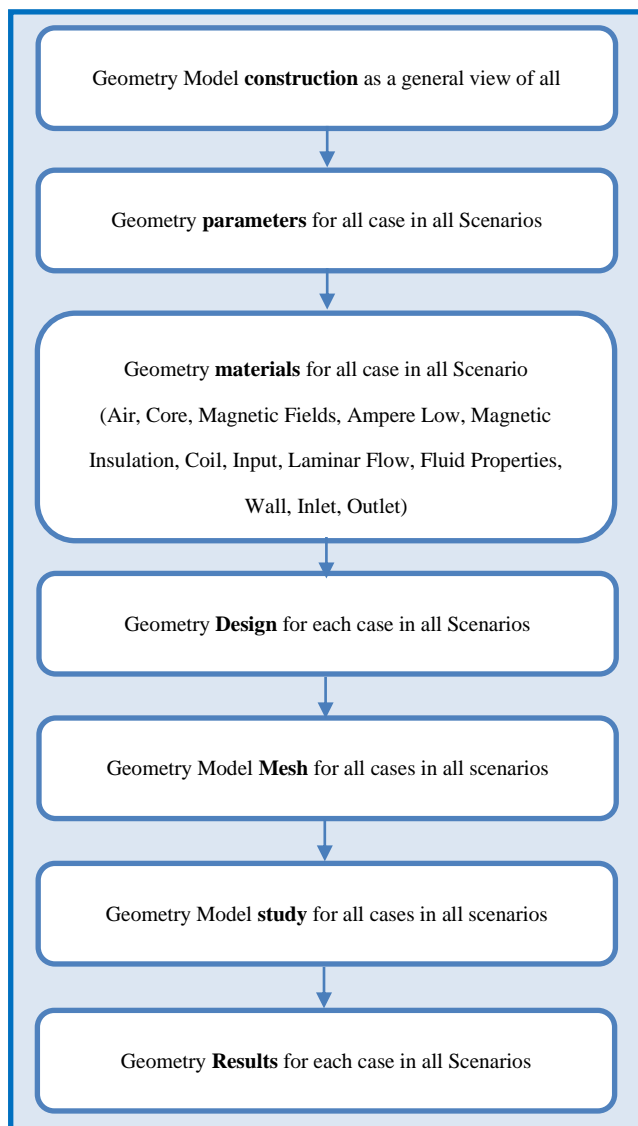 Geometry Model construction as a general view of all
Geometry parameters for all case in all Scenarios
Geometry materials for all case in all Scenario
(Air, Core, Magnetic Fields, Ampere Low, Magnetic
Insulation, Coil, Input, Laminar Flow, Fluid Properties,
Wall, Inlet, Outlet)
Geometry Design for each case in all Scenarios
Geometry Model Mesh for all cases in all scenarios
Geometry Model study for all cases in all scenarios
Geometry Results for each case in all Scenarios